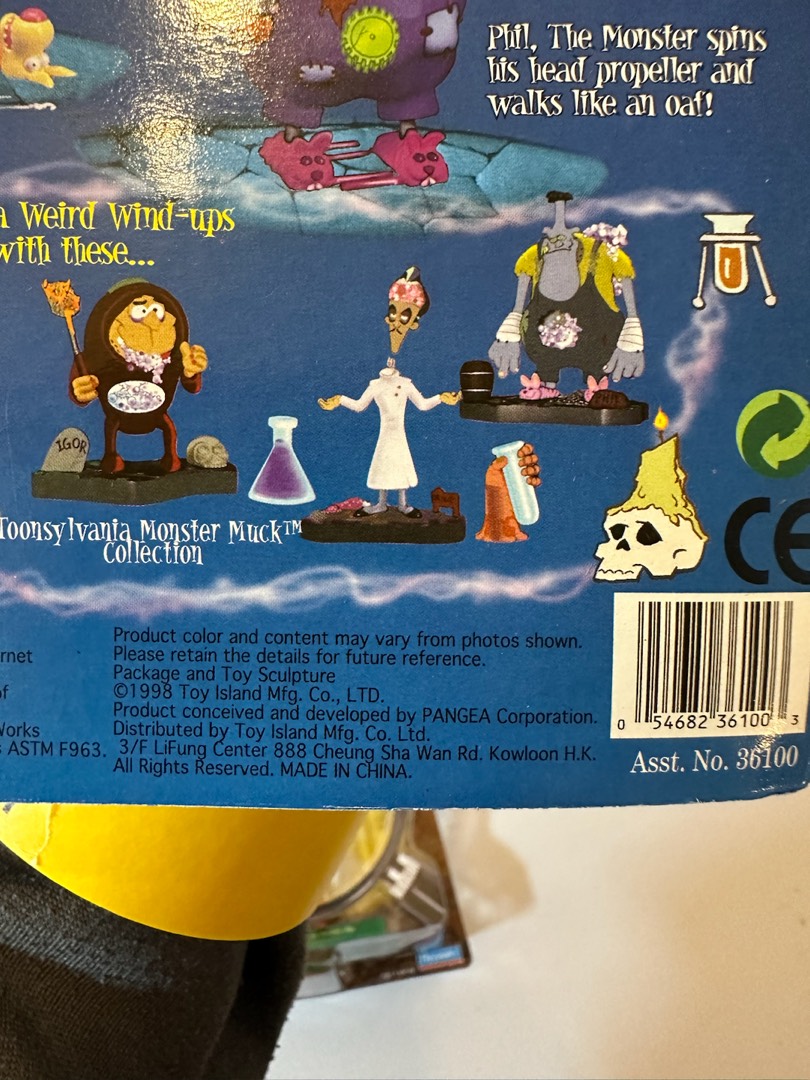 Phil, The Monster spins
his head propeller and
walks like an oaf!
a Weird Wind-ups
with these...
IGOR
Toonsylvania Monster Muck™
Collection
CE
Product color and content may vary from photos shown.
rnet Please retain the details for future reference.
Package and Toy Sculpture
of ©1998 Toy Island Mfg. Co., LTD.
Product conceived and developed by PANGEA Corporation.
Works Distributed by Toy Island Mfg. Co. Ltd.
s ASTM F963. 3/F LiFung Center 888 Cheung Sha Wan Rd. Kowloon H.K.
All Rights Reserved. MADE IN CHINA.
0 54682 36100 3
Asst. No. 36100